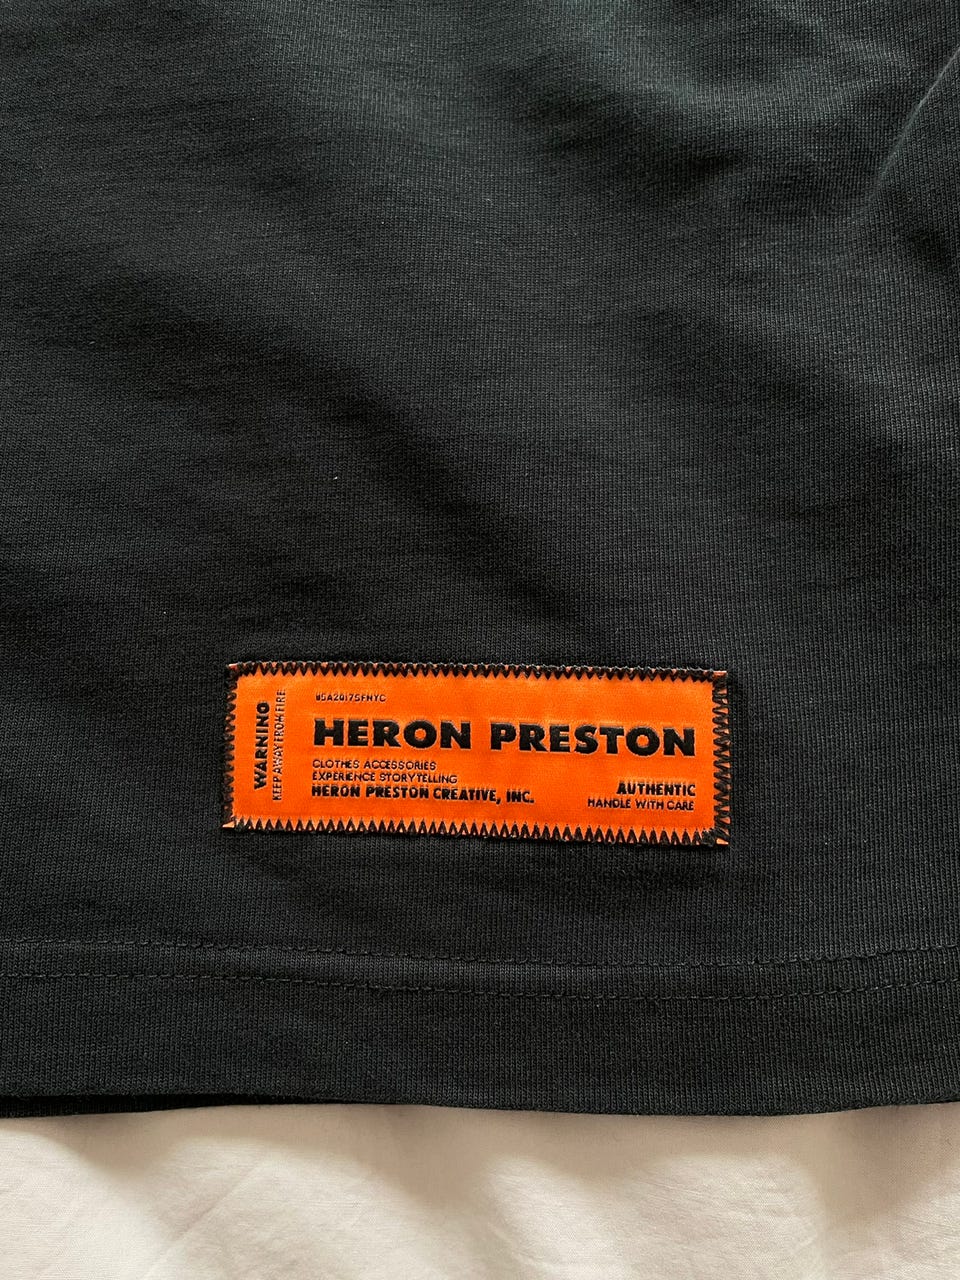 WARNING
KEEP AWAY FROM FIRE
USA2017SFNYC
HERON PRESTON
CLOTHES ACCESSORIES
EXPERIENCE STORYTELLING
HERON PRESTON CREATIVE, INC.
AUTHENTIC
HANDLE WITH CARE